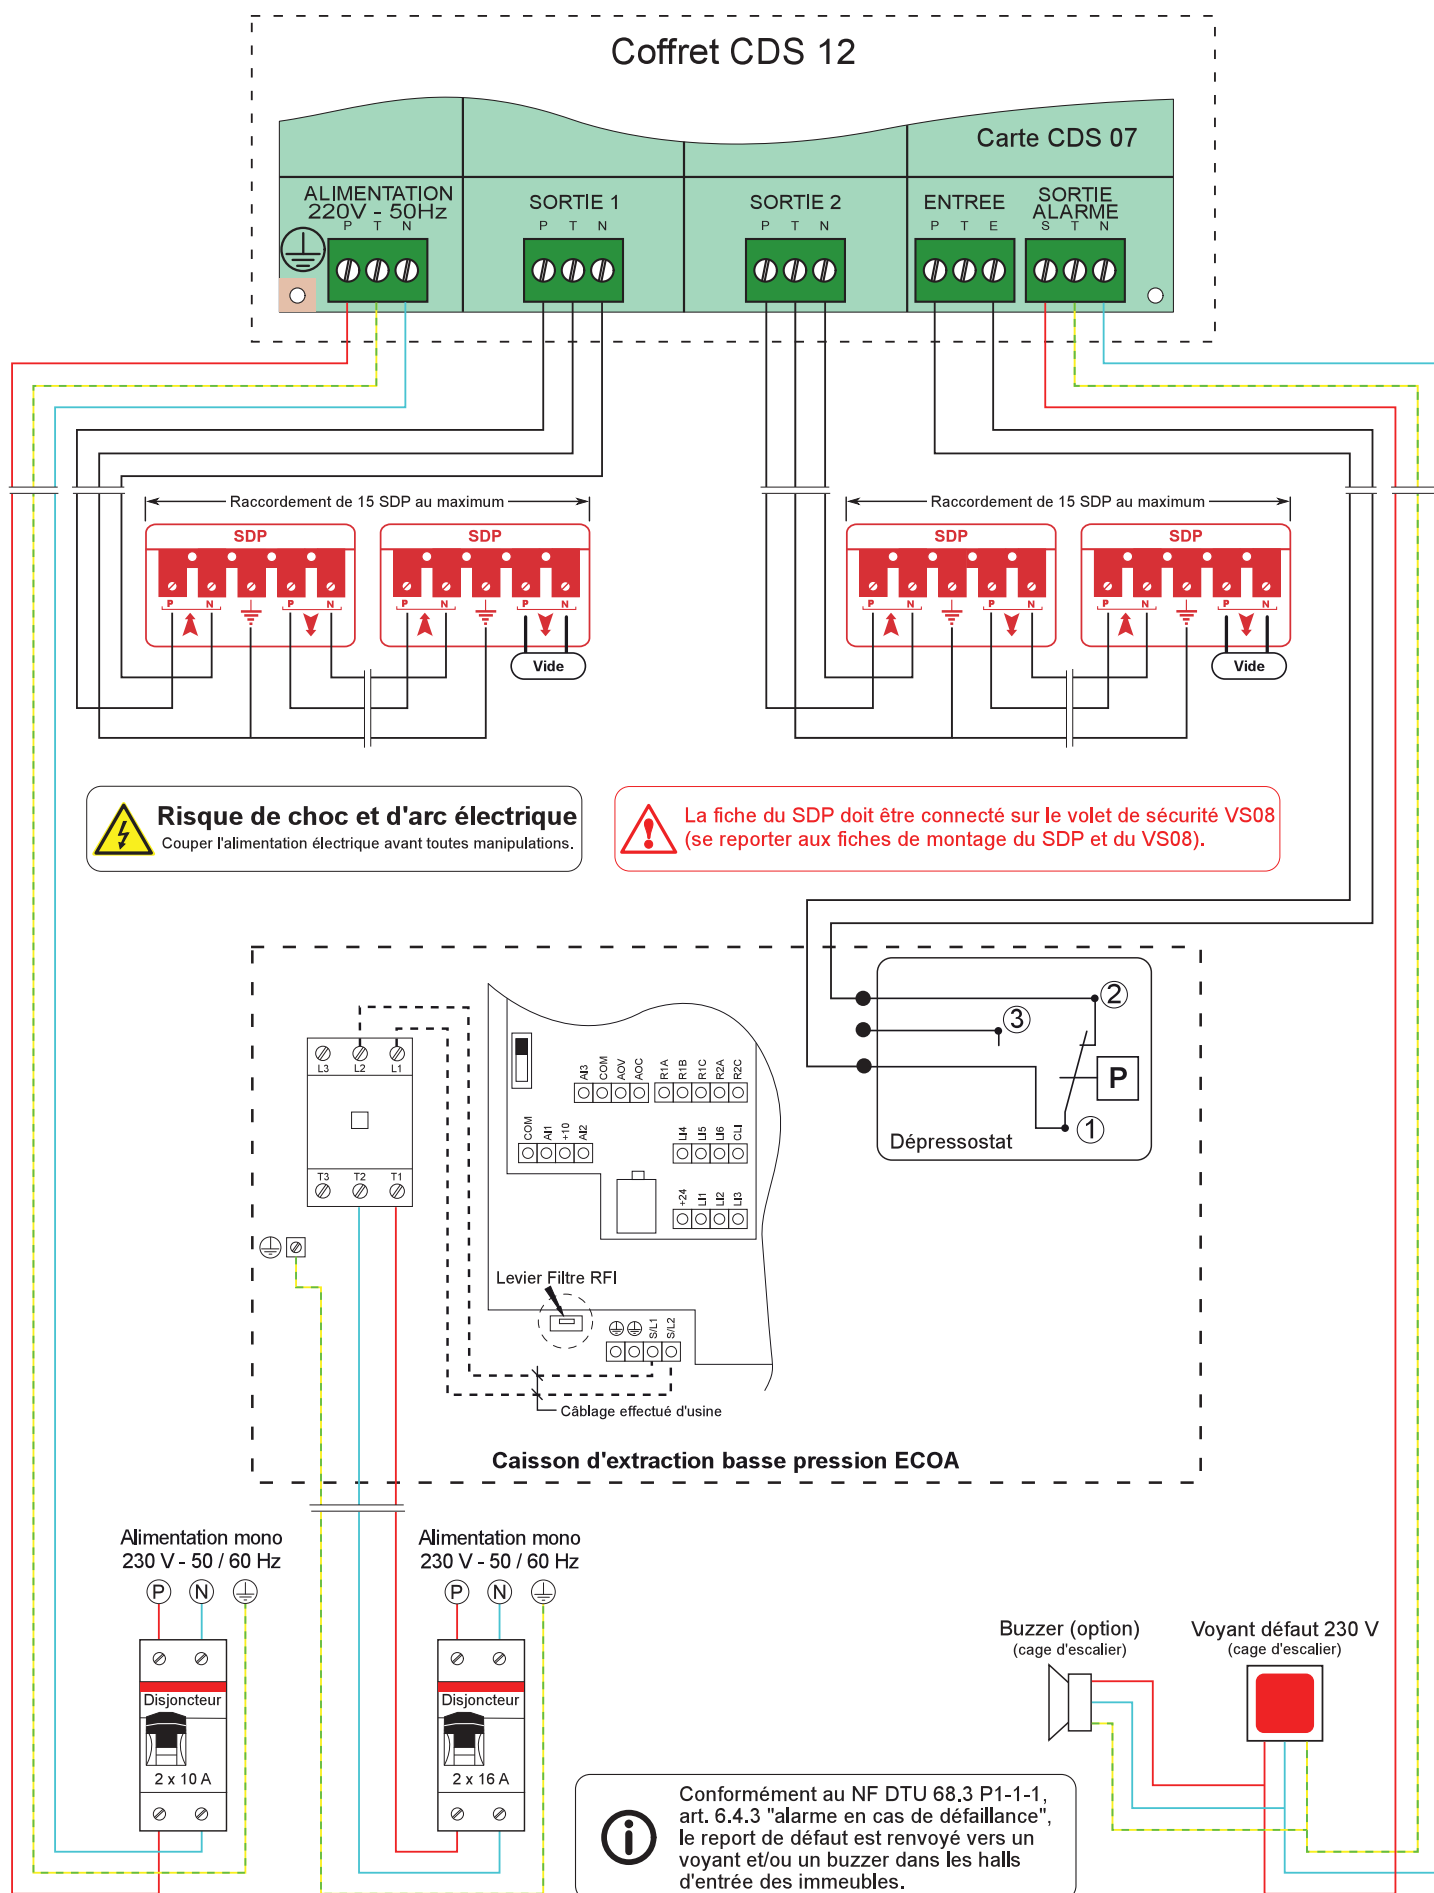 Coffret CDS 12
Carte CDS 07
ALIMENTATION
220V - 50Hz
P T N
SORTIE 1
P T N
SORTIE 2
P T N
ENTREE
P T E
SORTIE
ALARME
S T N
Raccordement de 15 SDP au maximum
SDP
P N P N
SDP
P N P N
Vide
Raccordement de 15 SDP au maximum
SDP
P N P N
SDP
P N P N
Vide
Risque de choc et d'arc électrique
Couper l'alimentation électrique avant toutes manipulations.
La fiche du SDP doit être connecté sur le volet de sécurité VS08
(se reporter aux fiches de montage du SDP et du VS08).
L3 L2 L1
T3 T2 T1
AI3 COM AOV AOC
R1A R1B R1C R2A R2C
COM AI1 +10 AI2
LI4 LI5 LI6 CLI
+24 LI1 LI2 LI3
Levier Filtre RFI
S/L1 S/L2
Câblage effectué d'usine
2
3
P
1
Dépressostat
Caisson d'extraction basse pression ECOA
Alimentation mono
230 V - 50 / 60 Hz
P N
Disjoncteur
2 x 10 A
Alimentation mono
230 V - 50 / 60 Hz
P N
Disjoncteur
2 x 16 A
Buzzer (option)
(cage d'escalier)
Voyant défaut 230 V
(cage d'escalier)
Conformément au NF DTU 68.3 P1-1-1,
art. 6.4.3 "alarme en cas de défaillance",
le report de défaut est renvoyé vers un
voyant et/ou un buzzer dans les halls
d'entrée des immeubles.